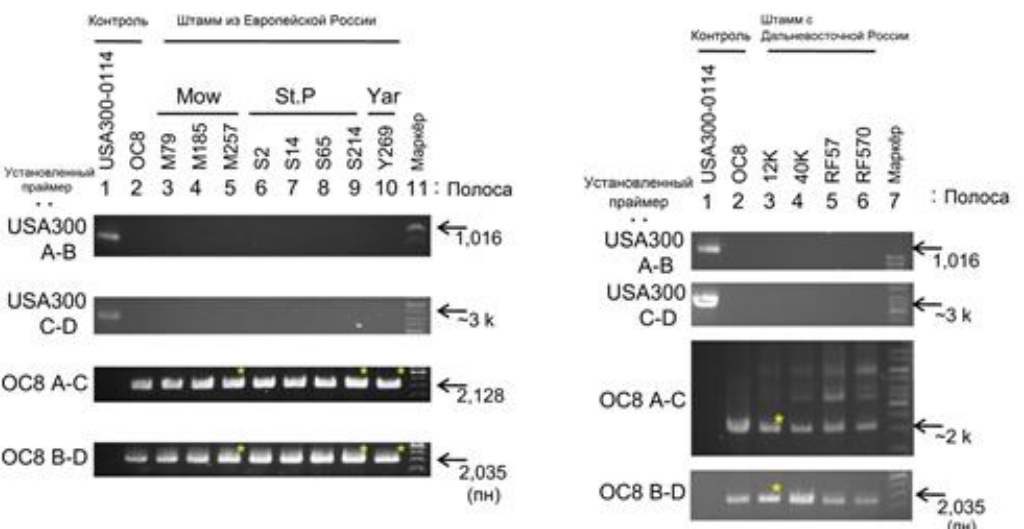 Контроль
Штамм из Европейской России
USA300-0114
OC8
Mow
M79
M185
M257
St.P
S2
S14
S65
S214
Yar
Y269
Маркёр
Установленный
праймер
1 2 3 4 5 6 7 8 9 10 11 : Полоса
USA300
A-B
1,016
USA300
C-D
~3 k
OC8 A-C
2,128
OC8 B-D
2,035
(пн)
Штамм с
Контроль Дальневосточной России
USA300-0114
OC8
12K
40K
RF57
RF570
Маркёр
Установленный
праймер
1 2 3 4 5 6 7 : Полоса
USA300
A-B
1,016
USA300
C-D
~3 k
OC8 A-C
~2 k
OC8 B-D
2,035
(пн)